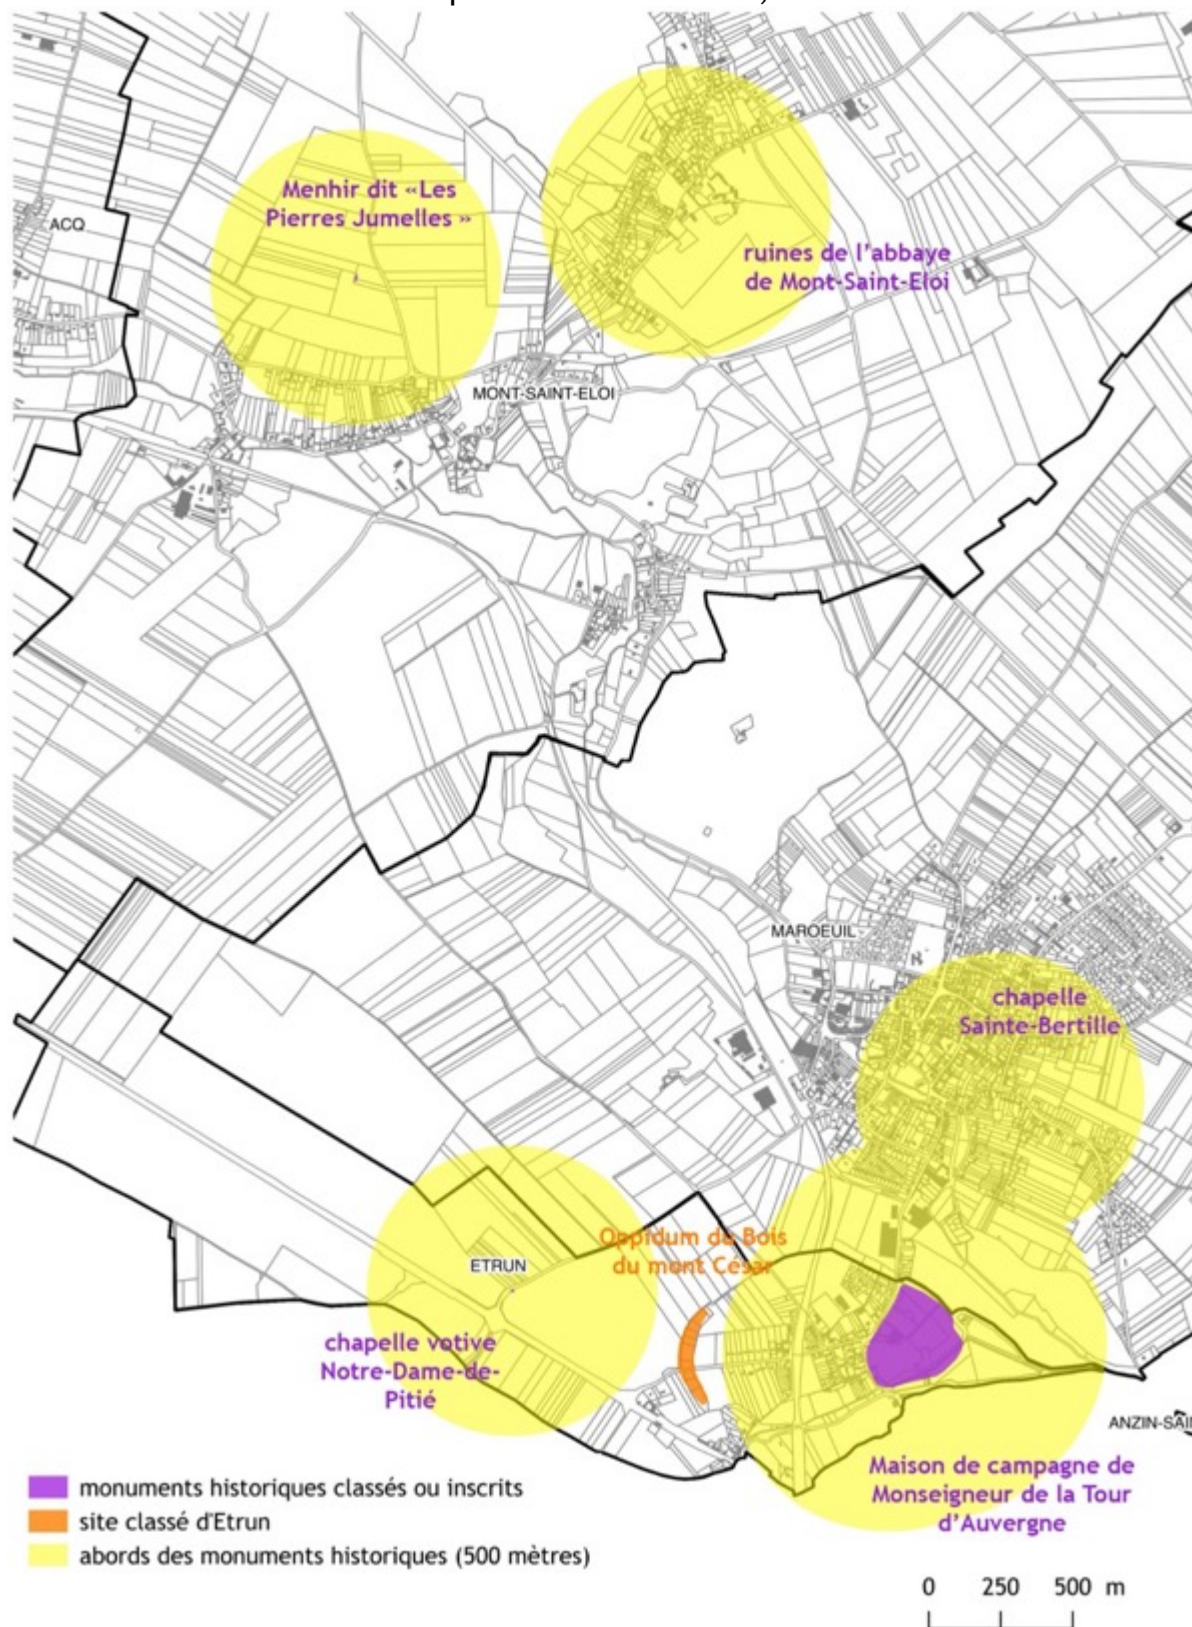 Menhir dit «Les
Pierres Jumelles »
ACQ
ruines de l'abbaye
de Mont-Saint-Eloi
MONT-SAINT-ELOI
MAROEUIL
chapelle
Sainte-Bertille
Oppidum du Bois
du mont César
ETRUN
chapelle votive
Notre-Dame-de-
Pitié
ANZIN-SAIN
Maison de campagne de
Monseigneur de la Tour
d'Auvergne
monuments historiques classés ou inscrits
site classé d'Etrun
abords des monuments historiques (500 mètres)
0 250 500 m